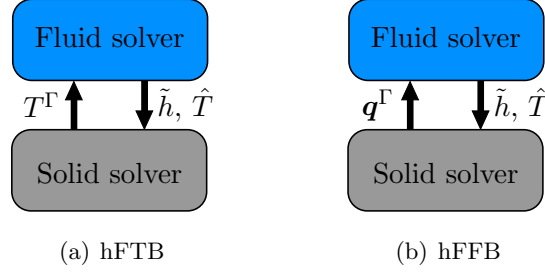 Fluid solver Fluid solver
T^Γ h̃, T̂ q^Γ h̃, T̂
Solid solver Solid solver
(a) hFTB (b) hFFB